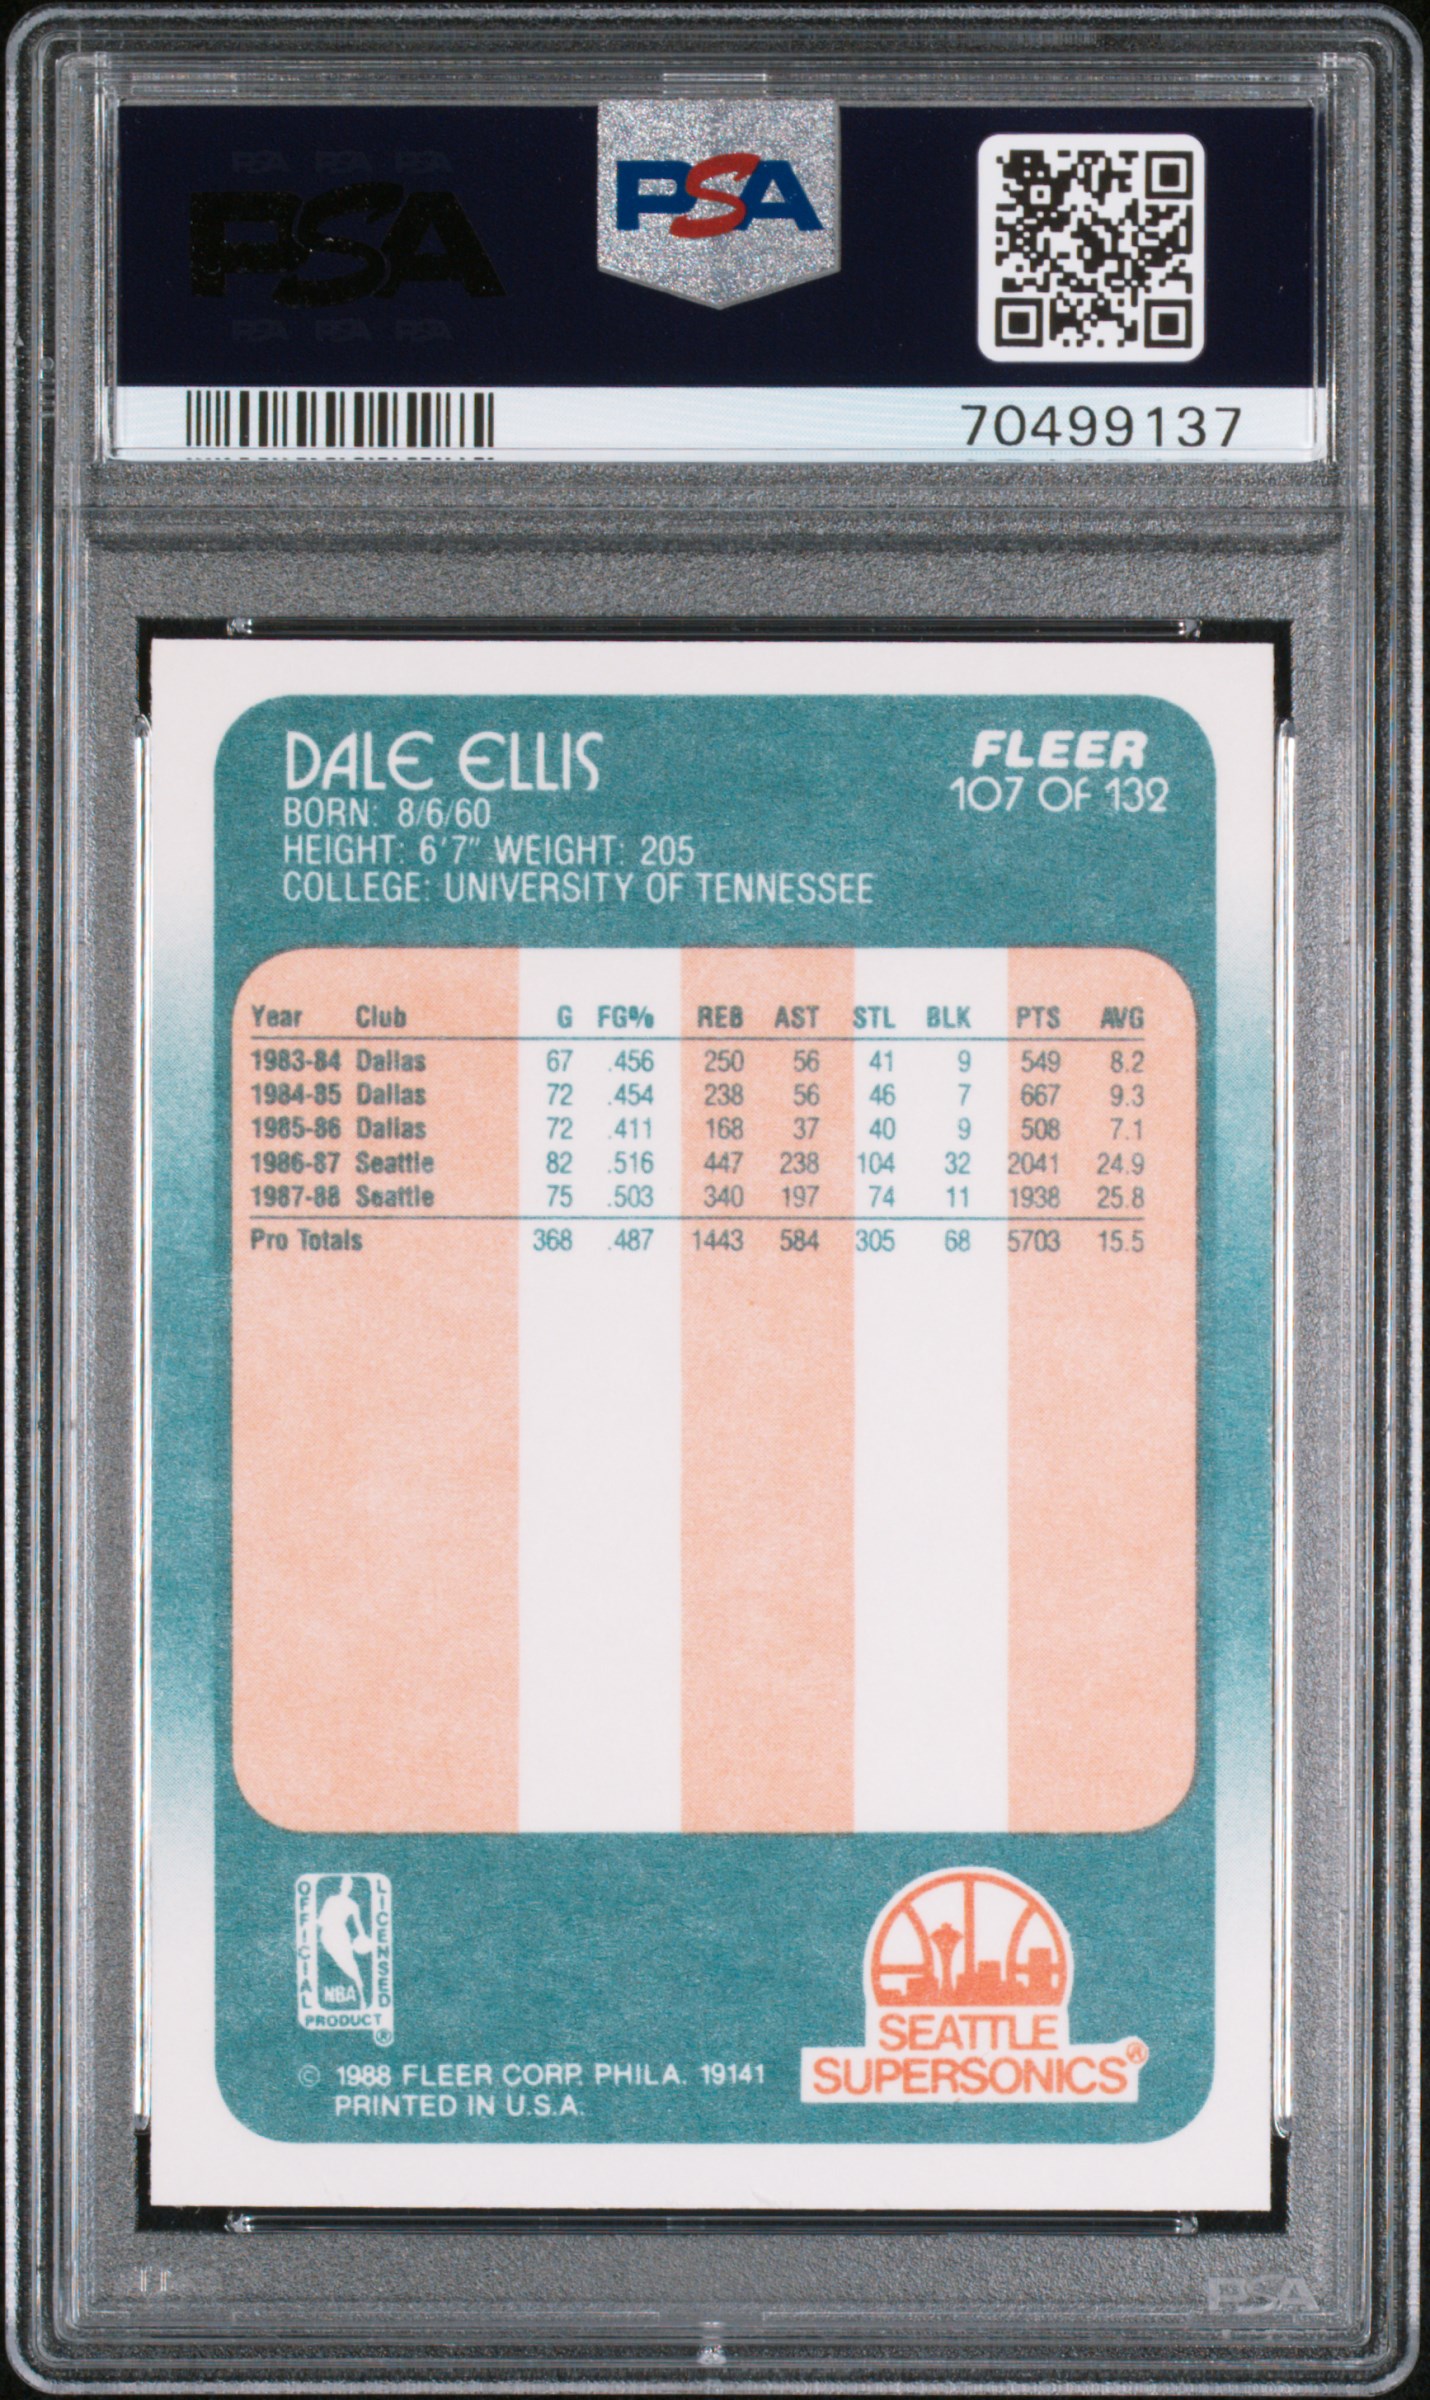 PSA
70499137
DALE ELLIS
BORN: 8/6/60
HEIGHT: 6'7" WEIGHT: 205
COLLEGE: UNIVERSITY OF TENNESSEE
FLEER
107 OF 132
Year Club G FG% REB AST STL BLK PTS AVG
1983-84 Dallas 67 .456 250 56 41 9 549 8.2
1984-85 Dallas 72 .454 238 56 46 7 667 9.3
1985-86 Dallas 72 .411 168 37 40 9 508 7.1
1986-87 Seattle 82 .516 447 238 104 32 2041 24.9
1987-88 Seattle 75 .503 340 197 74 11 1938 25.8
Pro Totals 368 .487 1443 584 305 68 5703 15.5
OFFICIAL LICENSED
NBA
PRODUCT ®
© 1988 FLEER CORP. PHILA. 19141
PRINTED IN U.S.A.
SEATTLE
SUPERSONICS®
PSA